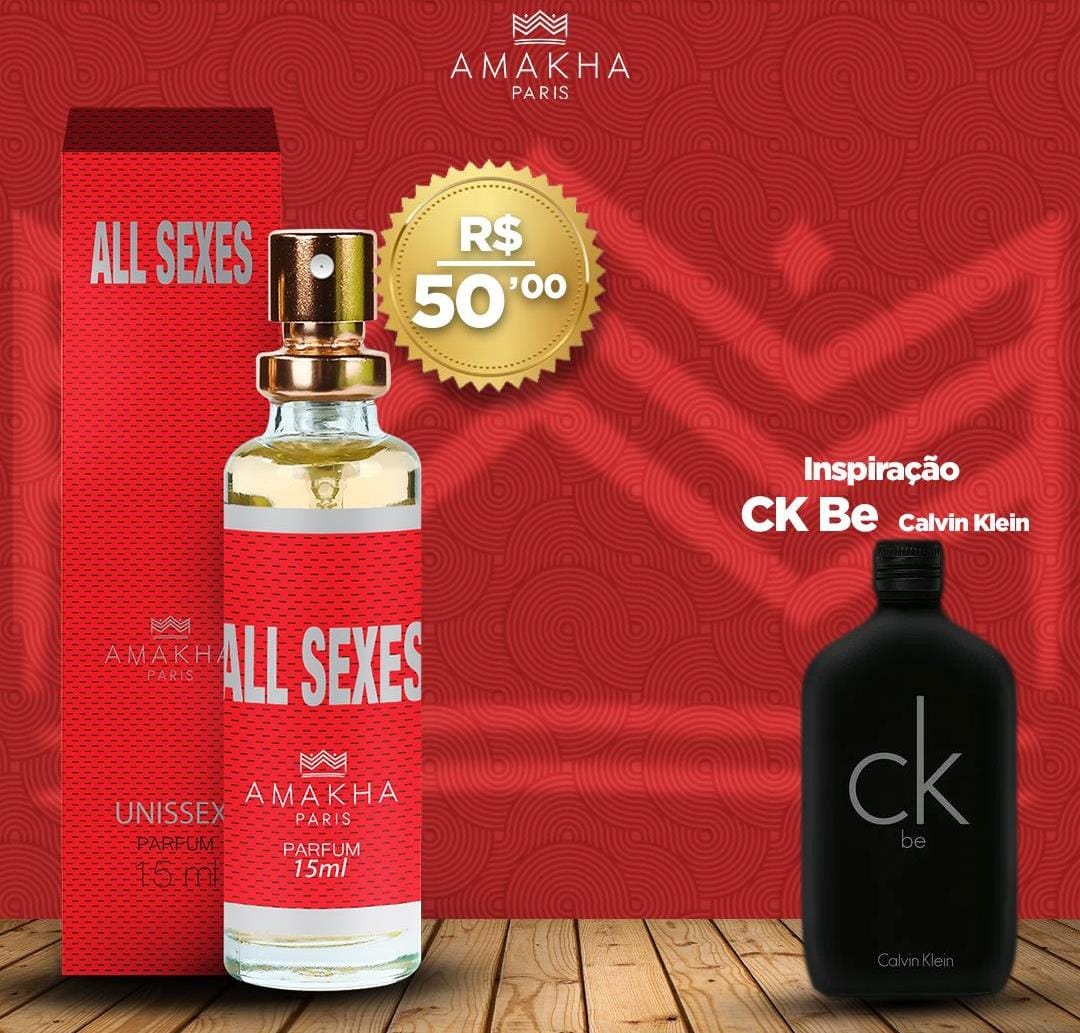 AMAKHA
PARIS
ALL SEXES
R$
50,00
Inspiração
CK Be Calvin Klein
ALL SEXES
AMAKHA
PARIS
UNISSEX
PARFUM
15 ml
AMAKHA
PARIS
PARFUM
15ml
ck
be
Calvin Klein